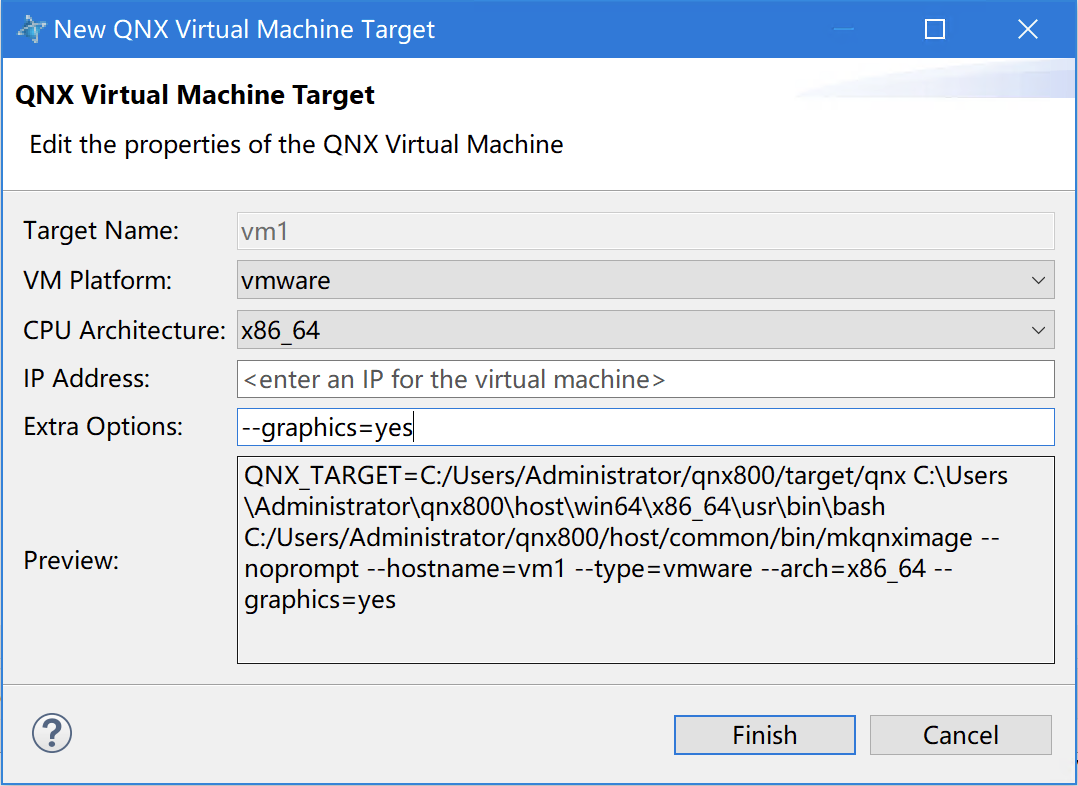 New QNX Virtual Machine Target
QNX Virtual Machine Target
Edit the properties of the QNX Virtual Machine
Target Name: vm1
VM Platform: vmware
CPU Architecture: x86_64
IP Address: <enter an IP for the virtual machine>
Extra Options: --graphics=yes
Preview:
QNX_TARGET=C:/Users/Administrator/qnx800/target/qnx C:\Users
\Administrator\qnx800\host\win64\x86_64\usr\bin\bash
C:/Users/Administrator/qnx800/host/common/bin/mkqnximage --
noprompt --hostname=vm1 --type=vmware --arch=x86_64 --
graphics=yes
?
Finish Cancel